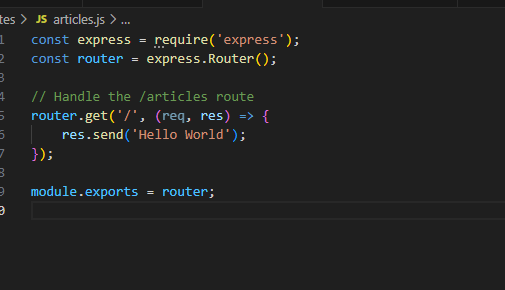 tes > JS articles.js > ...
1 const express = require('express');
2 const router = express.Router();
3
4 // Handle the /articles route
5 router.get('/', (req, res) => {
6     res.send('Hello World');
7 });
8
9 module.exports = router;
0